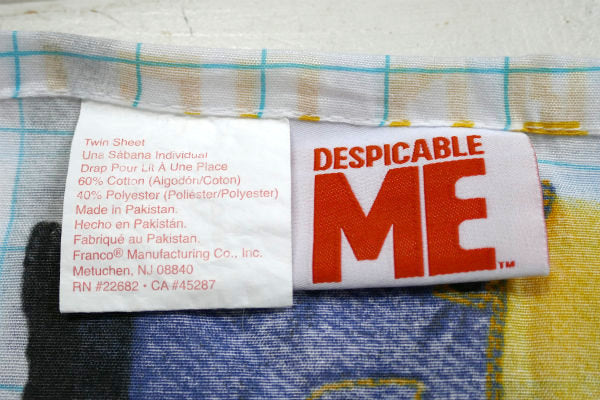 Twin Sheet
Una Sábana Individual
Drap Pour Lit À Une Place
60% Cotton (Algodón/Coton)
40% Polyester (Poliéster/Polyester)
Made in Pakistan.
Hecho en Pakistán.
Fabriqué au Pakistan.
Franco® Manufacturing Co., Inc.
Metuchen, NJ 08840
RN #22682 • CA #45287
DESPICABLE
ME™